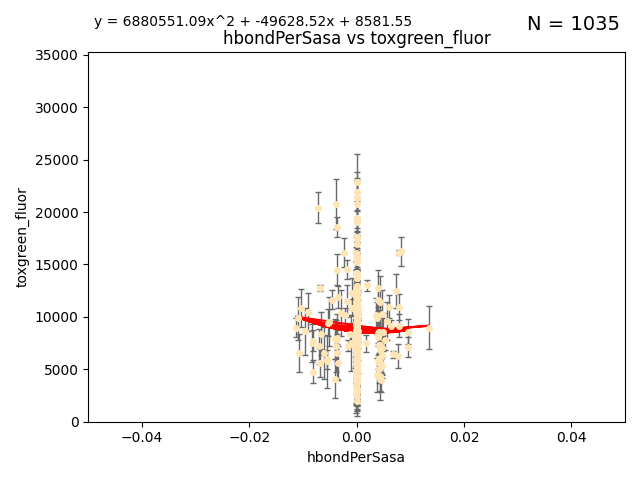 y = 6880551.09x^2 + -49628.52x + 8581.55
N = 1035
hbondPerSasa vs toxgreen_fluor
35000
30000
25000
20000
15000
10000
5000
0
toxgreen_fluor
−0.04
−0.02
0.00
0.02
0.04
hbondPerSasa